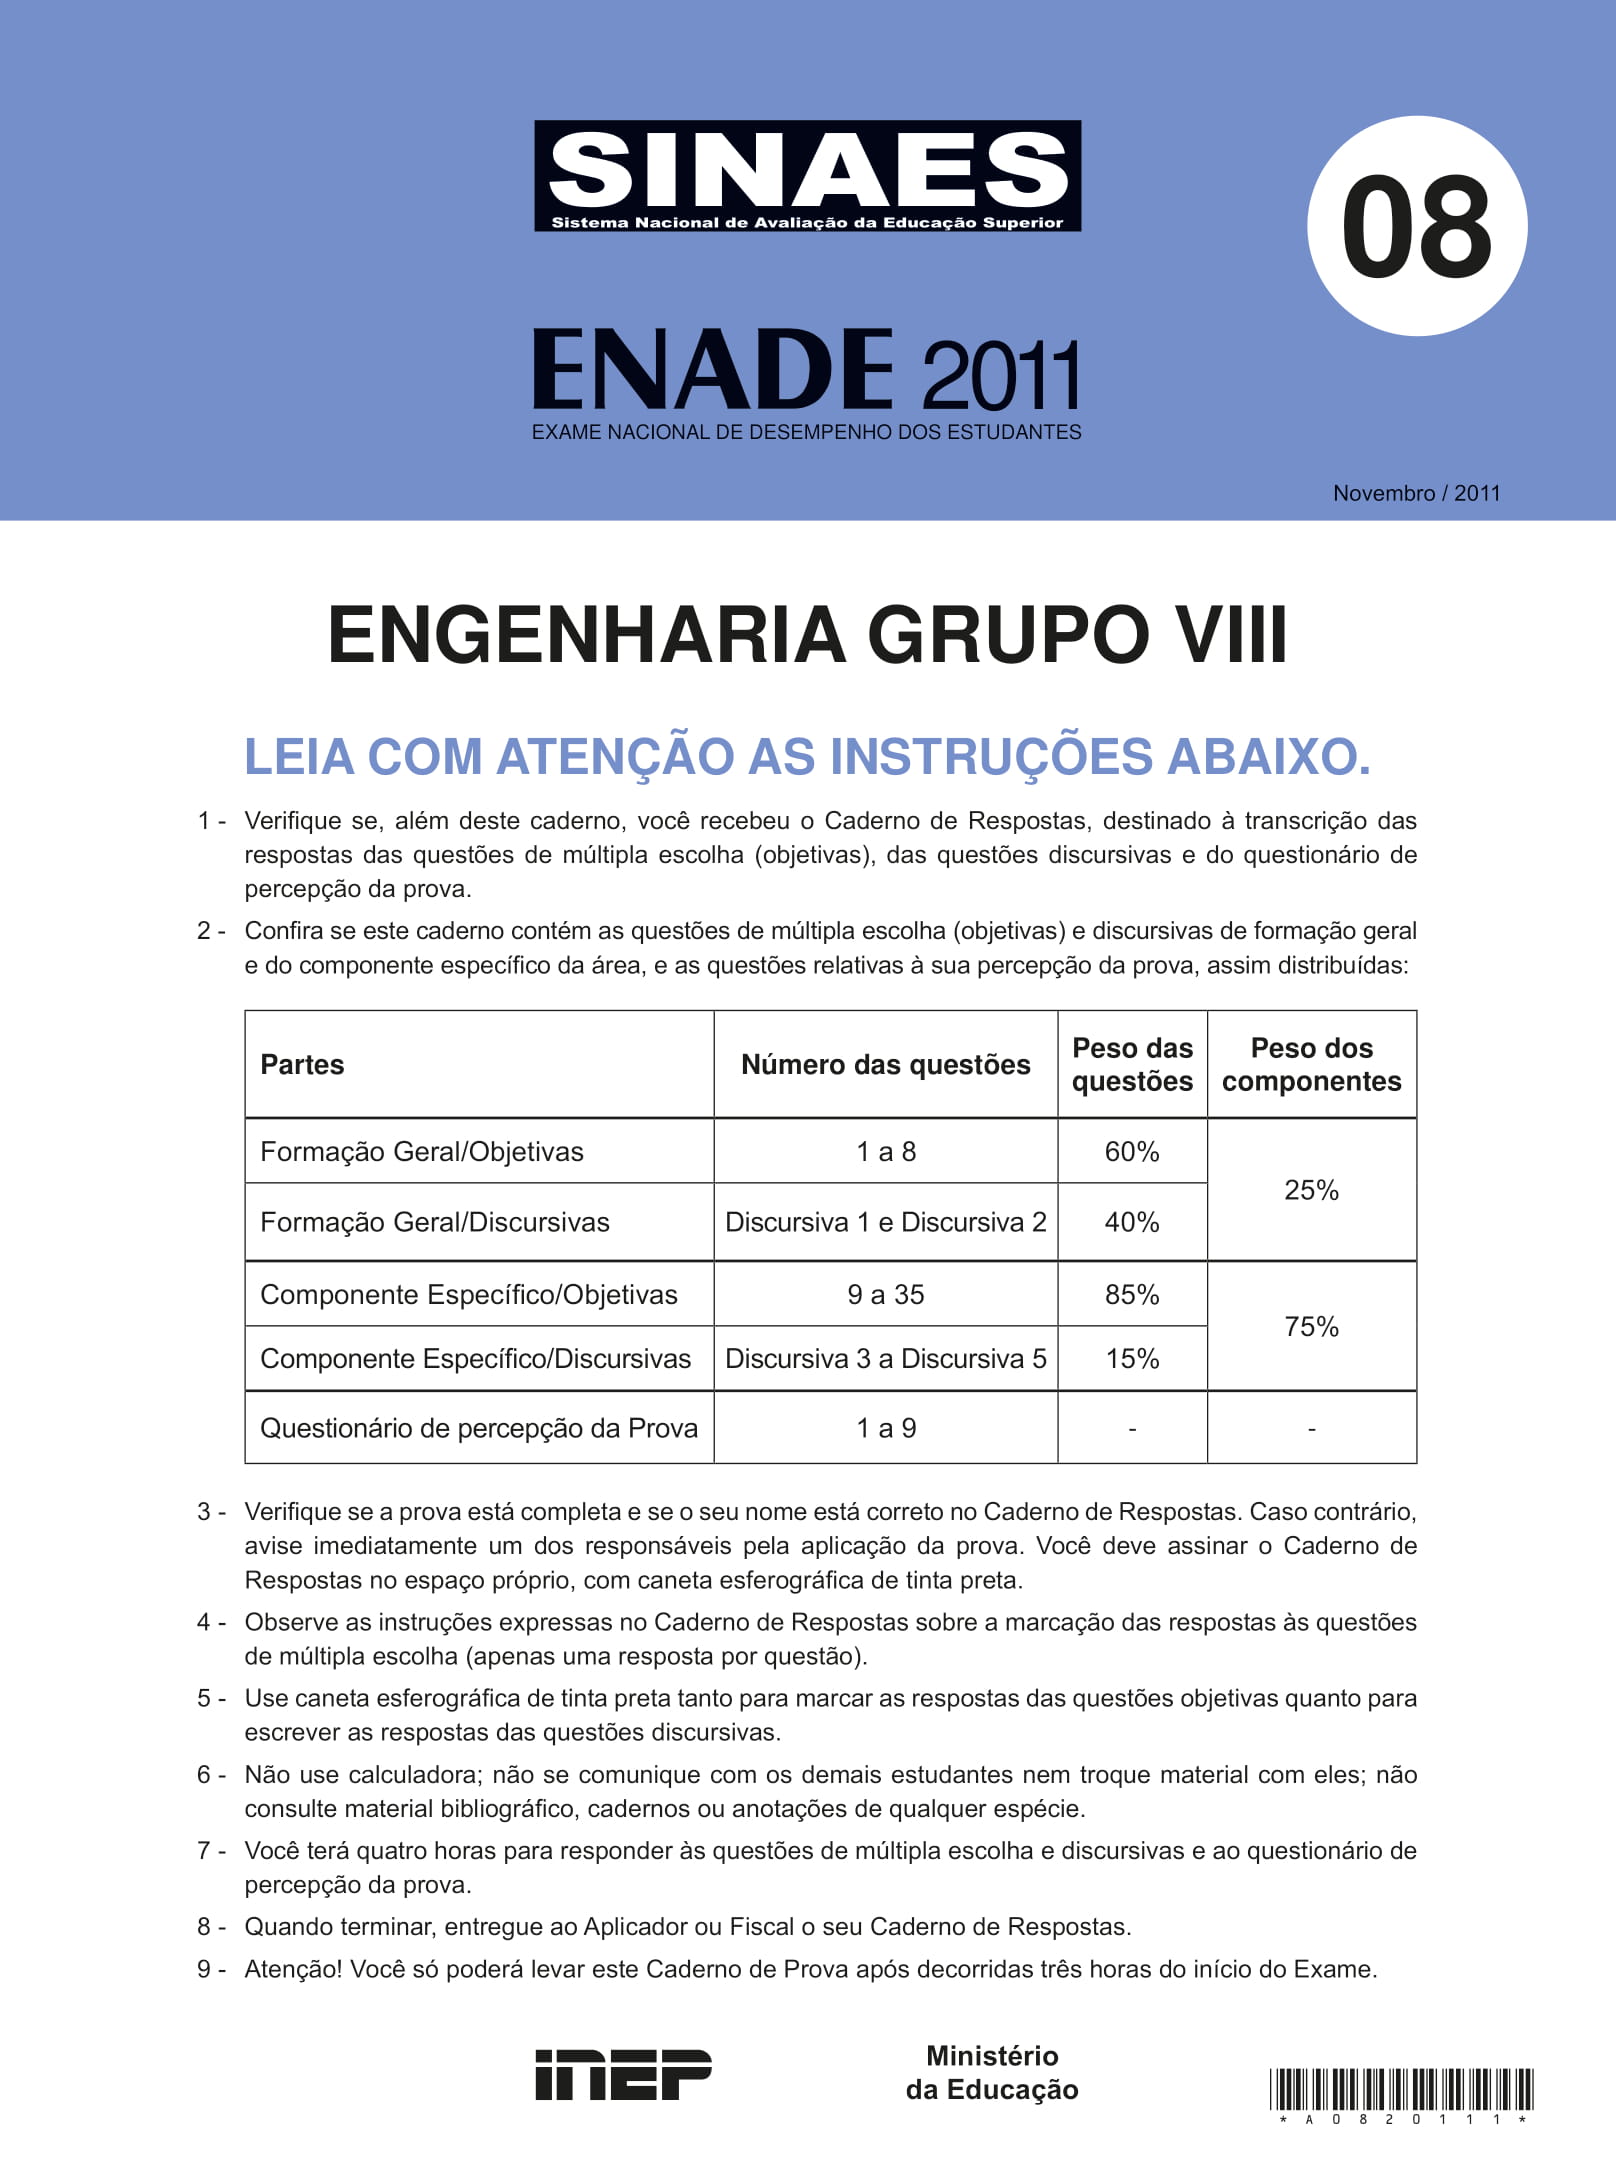 SINAES
Sistema Nacional de Avaliação da Educação Superior
08
ENADE 2011
EXAME NACIONAL DE DESEMPENHO DOS ESTUDANTES
Novembro / 2011
ENGENHARIA GRUPO VIII
LEIA COM ATENÇÃO AS INSTRUÇÕES ABAIXO.
1 - Verifique se, além deste caderno, você recebeu o Caderno de Respostas, destinado à transcrição das
respostas das questões de múltipla escolha (objetivas), das questões discursivas e do questionário de
percepção da prova.
2 - Confira se este caderno contém as questões de múltipla escolha (objetivas) e discursivas de formação geral
e do componente específico da área, e as questões relativas à sua percepção da prova, assim distribuídas:
Partes Número das questões Peso das questões Peso dos componentes
Formação Geral/Objetivas 1 a 8 60% 25%
Formação Geral/Discursivas Discursiva 1 e Discursiva 2 40%
Componente Específico/Objetivas 9 a 35 85% 75%
Componente Específico/Discursivas Discursiva 3 a Discursiva 5 15%
Questionário de percepção da Prova 1 a 9 - -
3 - Verifique se a prova está completa e se o seu nome está correto no Caderno de Respostas. Caso contrário,
avise imediatamente um dos responsáveis pela aplicação da prova. Você deve assinar o Caderno de
Respostas no espaço próprio, com caneta esferográfica de tinta preta.
4 - Observe as instruções expressas no Caderno de Respostas sobre a marcação das respostas às questões
de múltipla escolha (apenas uma resposta por questão).
5 - Use caneta esferográfica de tinta preta tanto para marcar as respostas das questões objetivas quanto para
escrever as respostas das questões discursivas.
6 - Não use calculadora; não se comunique com os demais estudantes nem troque material com eles; não
consulte material bibliográfico, cadernos ou anotações de qualquer espécie.
7 - Você terá quatro horas para responder às questões de múltipla escolha e discursivas e ao questionário de
percepção da prova.
8 - Quando terminar, entregue ao Aplicador ou Fiscal o seu Caderno de Respostas.
9 - Atenção! Você só poderá levar este Caderno de Prova após decorridas três horas do início do Exame.
INEP
Ministério
da Educação
*A0820111*